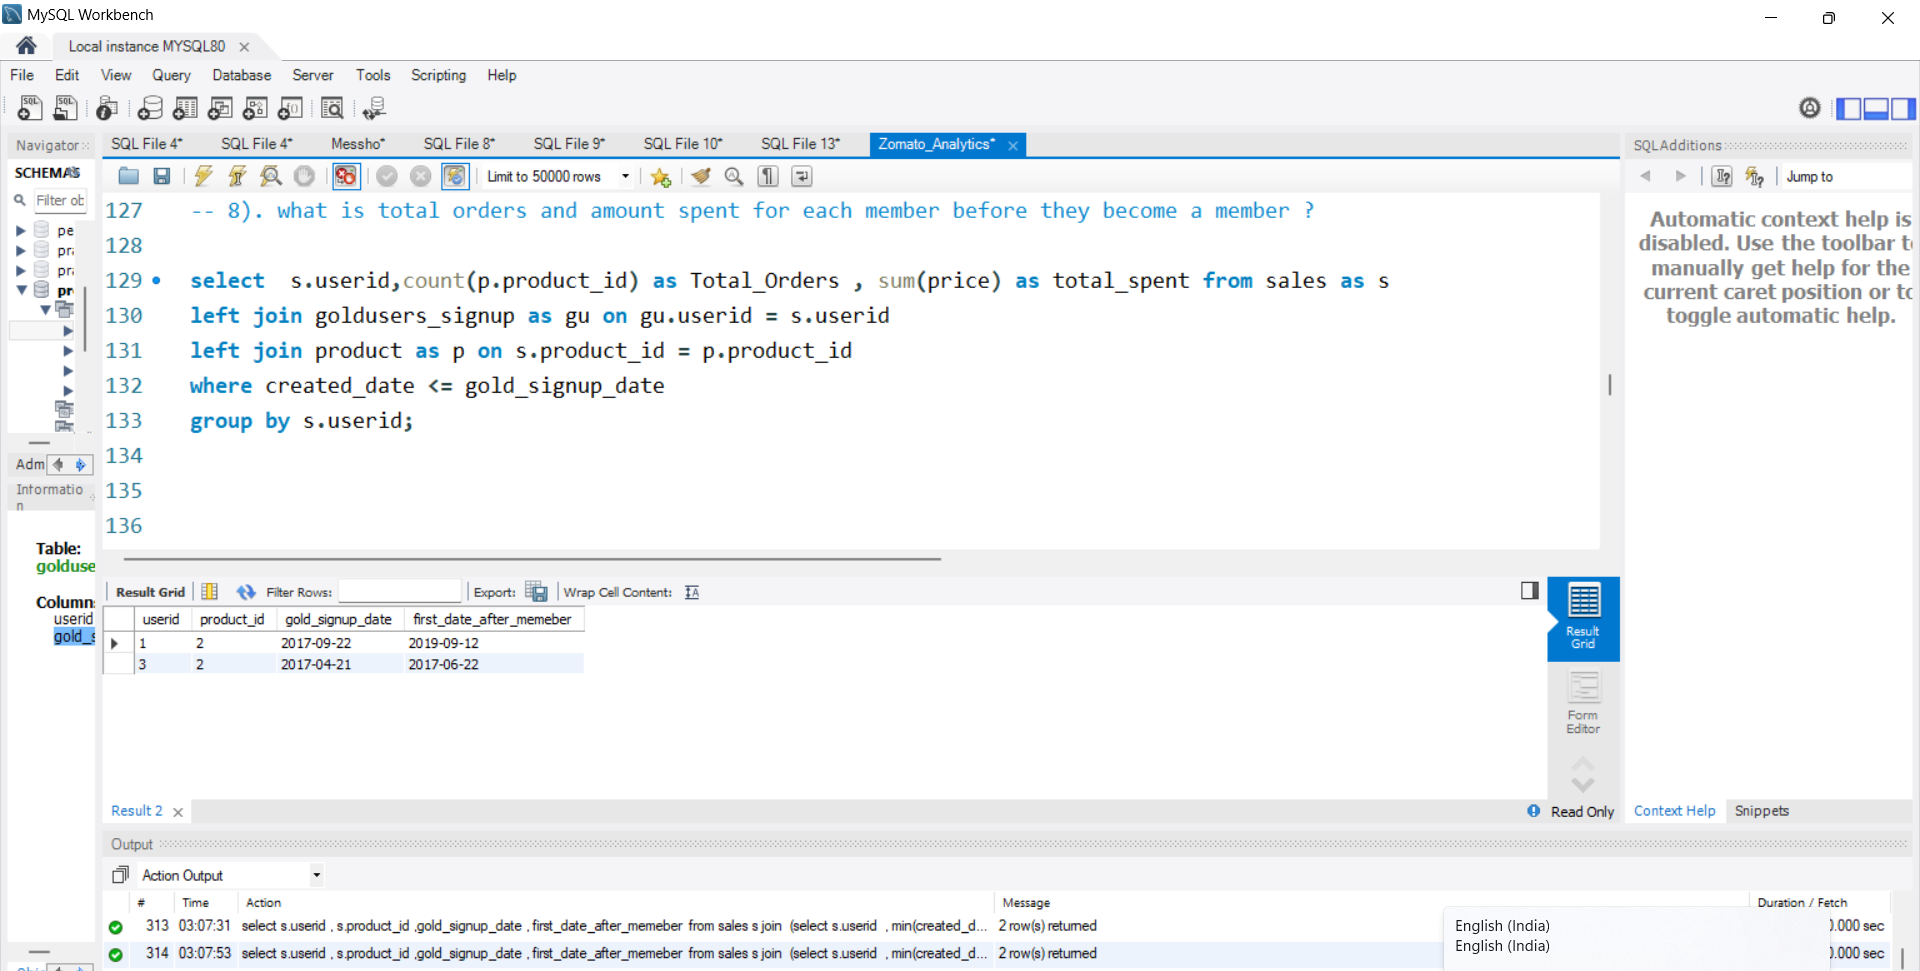 MySQL Workbench
Local instance MYSQL80
File Edit View Query Database Server Tools Scripting Help
Navigator
SCHEMAS
Filter ob
pe
pra
pra
pr
Adm
Informatio
n
Table:
golduse
Column
userid
gold_s
SQL File 4* SQL File 4* Messho* SQL File 8* SQL File 9* SQL File 10* SQL File 13* Zomato_Analytics*
Limit to 50000 rows
127 -- 8). what is total orders and amount spent for each member before they become a member ?
128
129 select s.userid,count(p.product_id) as Total_Orders , sum(price) as total_spent from sales as s
130 left join goldusers_signup as gu on gu.userid = s.userid
131 left join product as p on s.product_id = p.product_id
132 where created_date <= gold_signup_date
133 group by s.userid;
134
135
136
Result Grid Filter Rows: Export: Wrap Cell Content:
userid product_id gold_signup_date first_date_after_memeber
1 2 2017-09-22 2019-09-12
3 2 2017-04-21 2017-06-22
Result
Grid
Form
Editor
Result 2
Read Only
SQLAdditions
Jump to
Automatic context help is
disabled. Use the toolbar t
manually get help for the
current caret position or to
toggle automatic help.
Context Help Snippets
Output
Action Output
# Time Action Message Duration / Fetch
313 03:07:31 select s.userid , s.product_id ,gold_signup_date , first_date_after_memeber from sales s join (select s.userid , min(created_d... 2 row(s) returned 0.000 sec
314 03:07:53 select s.userid , s.product_id ,gold_signup_date , first_date_after_memeber from sales s join (select s.userid , min(created_d... 2 row(s) returned 0.000 sec
English (India)
English (India)